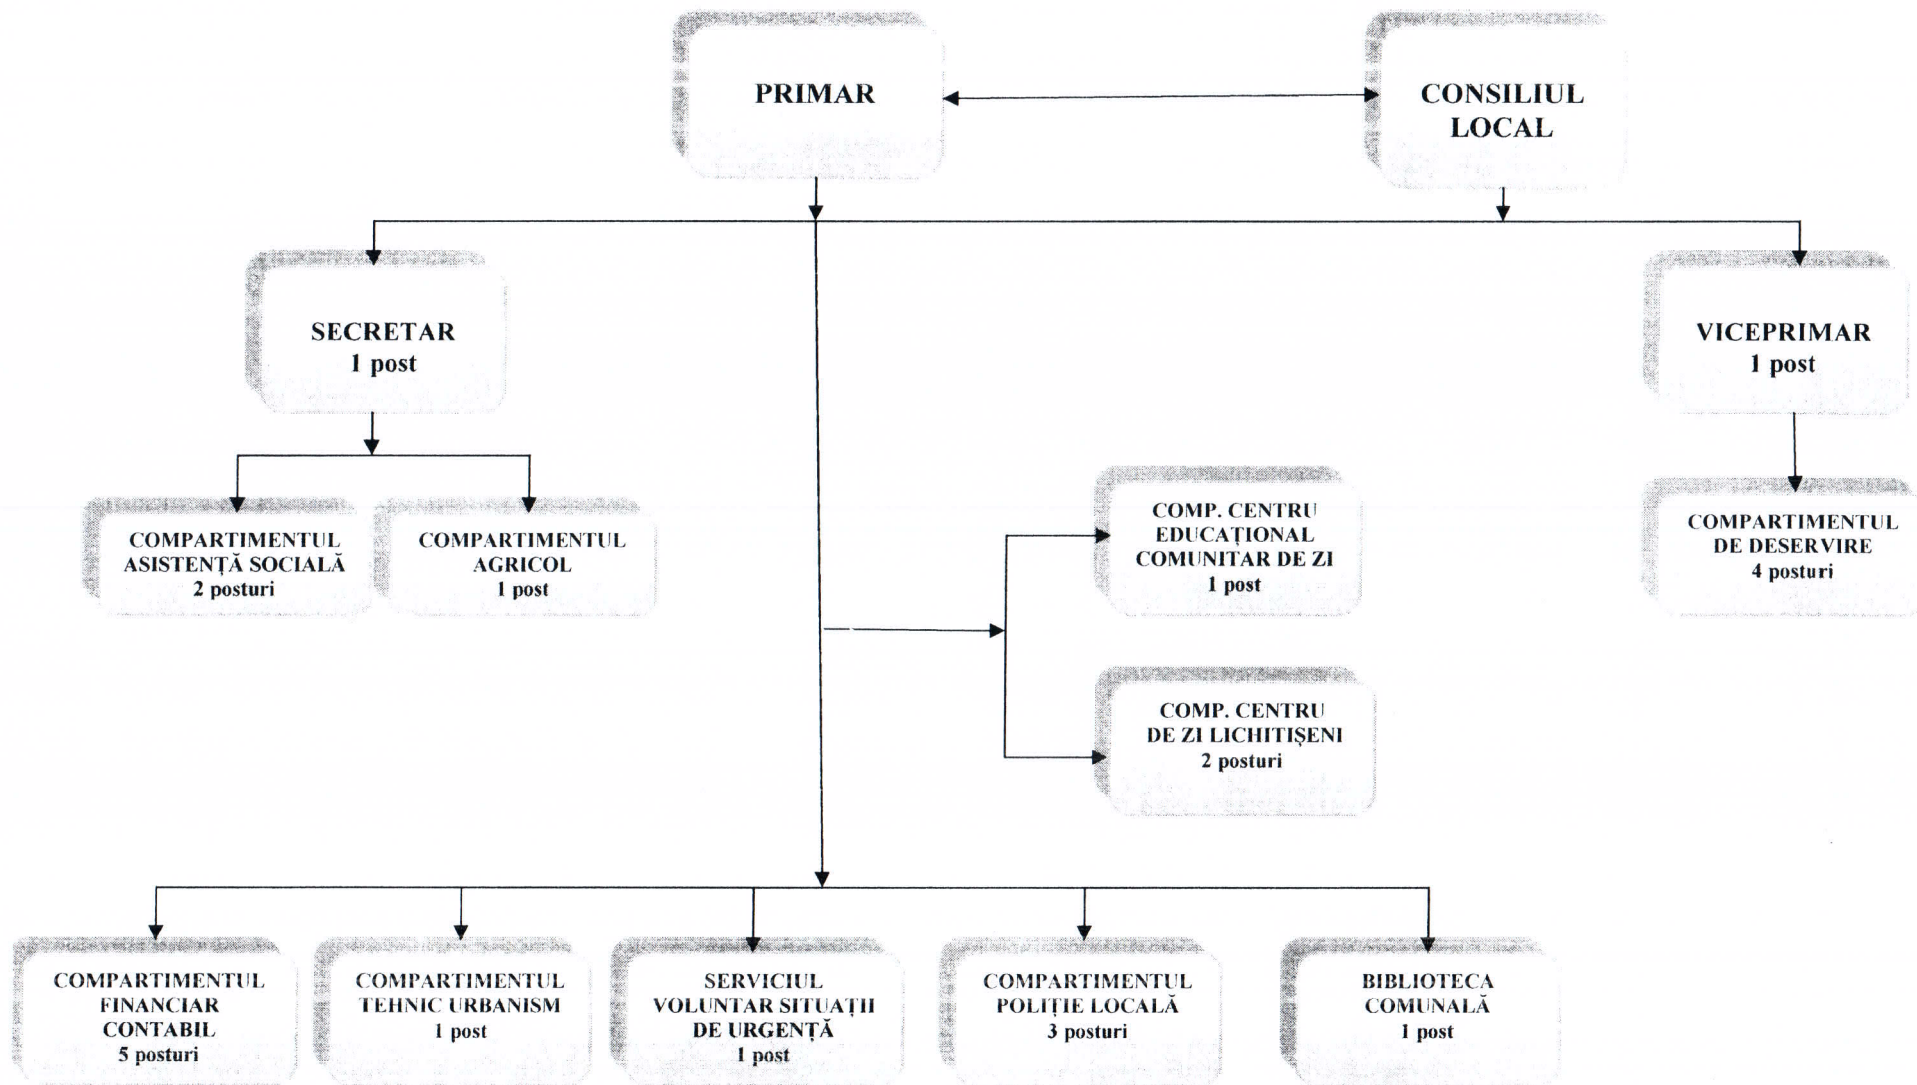 PRIMAR
CONSILIUL
LOCAL
SECRETAR
1 post
VICEPRIMAR
1 post
COMPARTIMENTUL
ASISTENȚĂ SOCIALĂ
2 posturi
COMPARTIMENTUL
AGRICOL
1 post
COMP. CENTRU
EDUCAȚIONAL
COMUNITAR DE ZI
1 post
COMPARTIMENTUL
DE DESERVIRE
4 posturi
COMP. CENTRU
DE ZI LICHITIȘENI
2 posturi
COMPARTIMENTUL
FINANCIAR
CONTABIL
5 posturi
COMPARTIMENTUL
TEHNIC URBANISM
1 post
SERVICIUL
VOLUNTAR SITUAȚII
DE URGENȚĂ
1 post
COMPARTIMENTUL
POLIȚIE LOCALĂ
3 posturi
BIBLIOTECA
COMUNALĂ
1 post